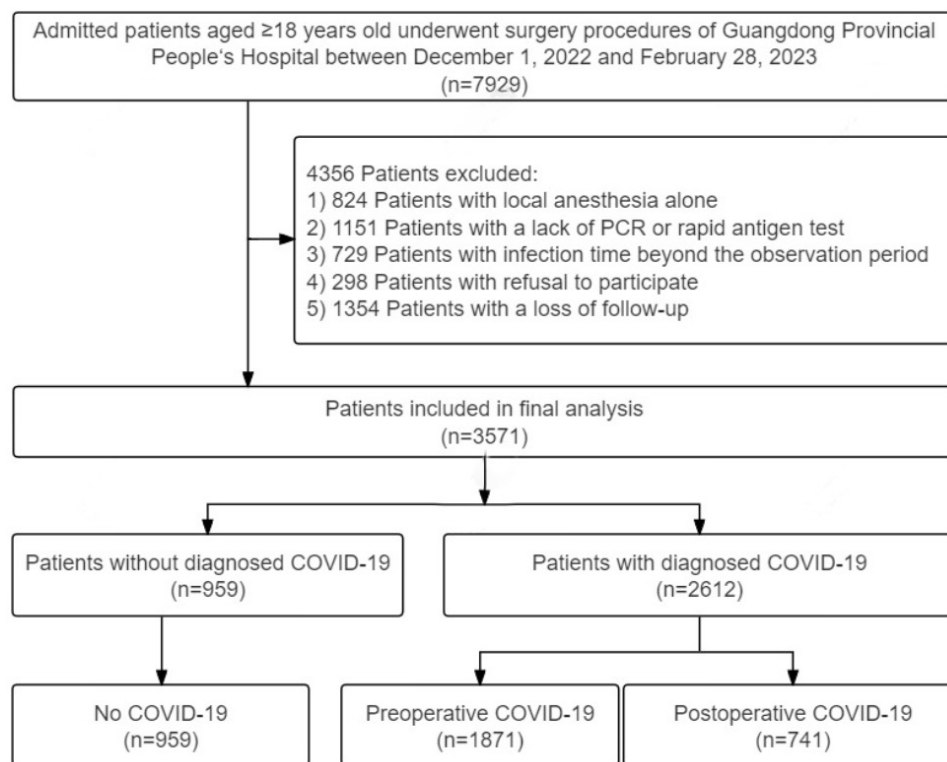 Admitted patients aged ≥18 years old underwent surgery procedures of Guangdong Provincial
People‘s Hospital between December 1, 2022 and February 28, 2023
(n=7929)
4356 Patients excluded:
1) 824 Patients with local anesthesia alone
2) 1151 Patients with a lack of PCR or rapid antigen test
3) 729 Patients with infection time beyond the observation period
4) 298 Patients with refusal to participate
5) 1354 Patients with a loss of follow-up
Patients included in final analysis
(n=3571)
Patients without diagnosed COVID-19
(n=959)
Patients with diagnosed COVID-19
(n=2612)
No COVID-19
(n=959)
Preoperative COVID-19
(n=1871)
Postoperative COVID-19
(n=741)